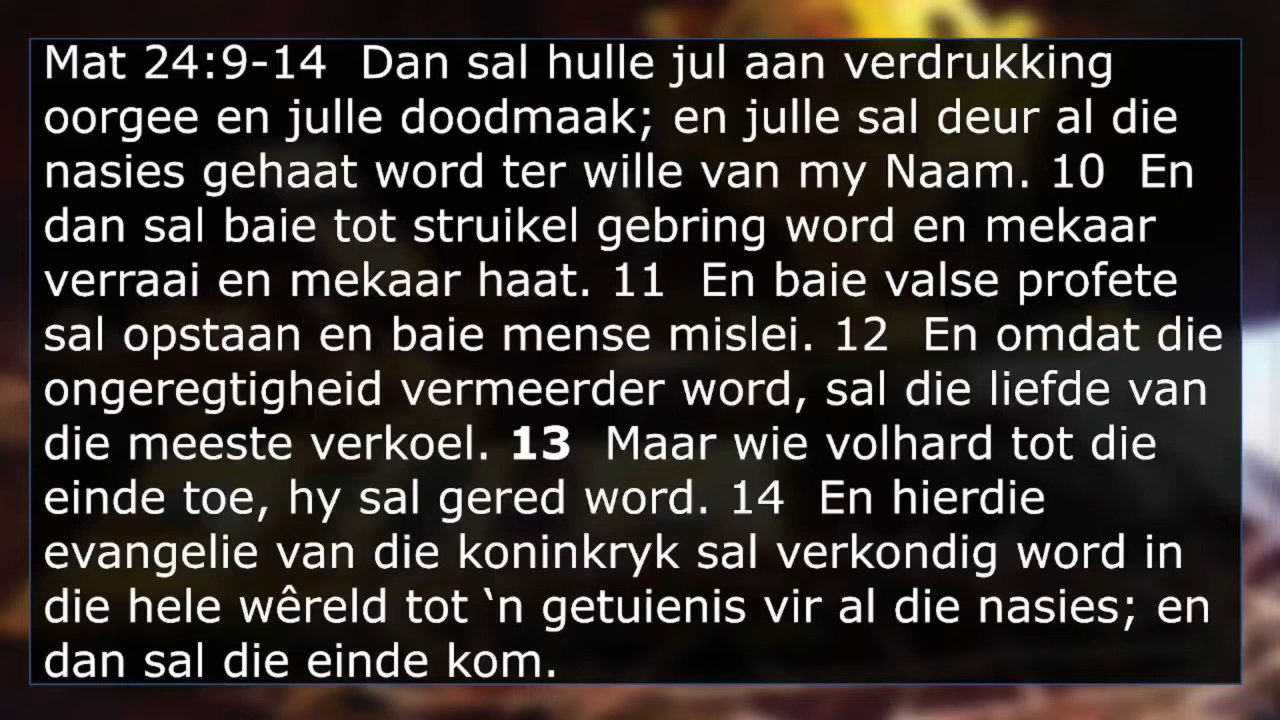 Mat 24:9-14  Dan sal hulle jul aan verdrukking
oorgee en julle doodmaak; en julle sal deur al die
nasies gehaat word ter wille van my Naam. 10  En
dan sal baie tot struikel gebring word en mekaar
verraai en mekaar haat. 11  En baie valse profete
sal opstaan en baie mense mislei. 12  En omdat die
ongeregtigheid vermeerder word, sal die liefde van
die meeste verkoel. 13  Maar wie volhard tot die
einde toe, hy sal gered word. 14  En hierdie
evangelie van die koninkryk sal verkondig word in
die hele wêreld tot ‘n getuienis vir al die nasies; en
dan sal die einde kom.